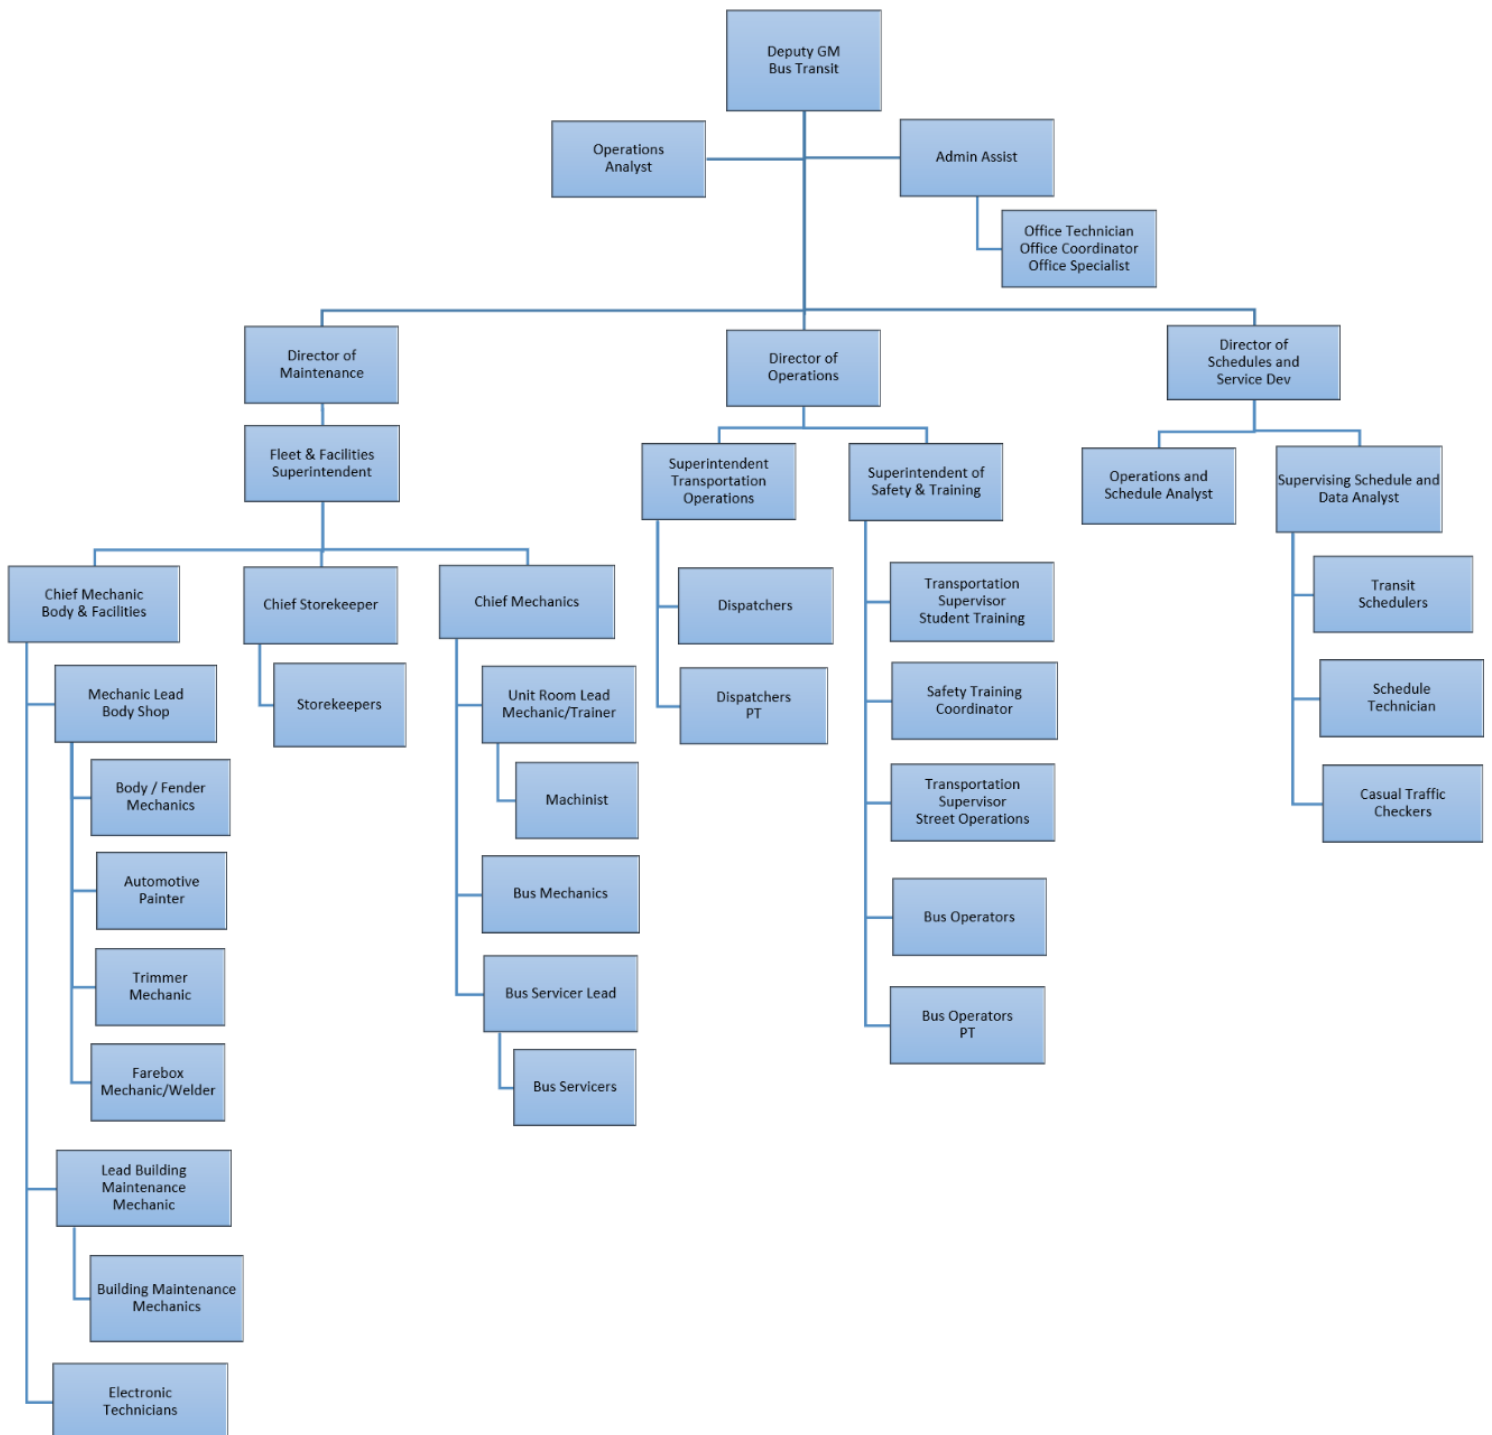 Deputy GM
Bus Transit
Operations
Analyst
Admin Assist
Office Technician
Office Coordinator
Office Specialist
Director of
Maintenance
Director of
Operations
Director of
Schedules and
Service Dev
Fleet & Facilities
Superintendent
Superintendent
Transportation
Operations
Superintendent of
Safety & Training
Operations and
Schedule Analyst
Supervising Schedule and
Data Analyst
Chief Mechanic
Body & Facilities
Chief Storekeeper
Chief Mechanics
Dispatchers
Transportation
Supervisor
Student Training
Transit
Schedulers
Mechanic Lead
Body Shop
Storekeepers
Unit Room Lead
Mechanic/Trainer
Dispatchers
PT
Safety Training
Coordinator
Schedule
Technician
Body / Fender
Mechanics
Machinist
Transportation
Supervisor
Street Operations
Casual Traffic
Checkers
Automotive
Painter
Bus Mechanics
Bus Operators
Trimmer
Mechanic
Bus Servicer Lead
Bus Operators
PT
Farebox
Mechanic/Welder
Bus Servicers
Lead Building
Maintenance
Mechanic
Building Maintenance
Mechanics
Electronic
Technicians